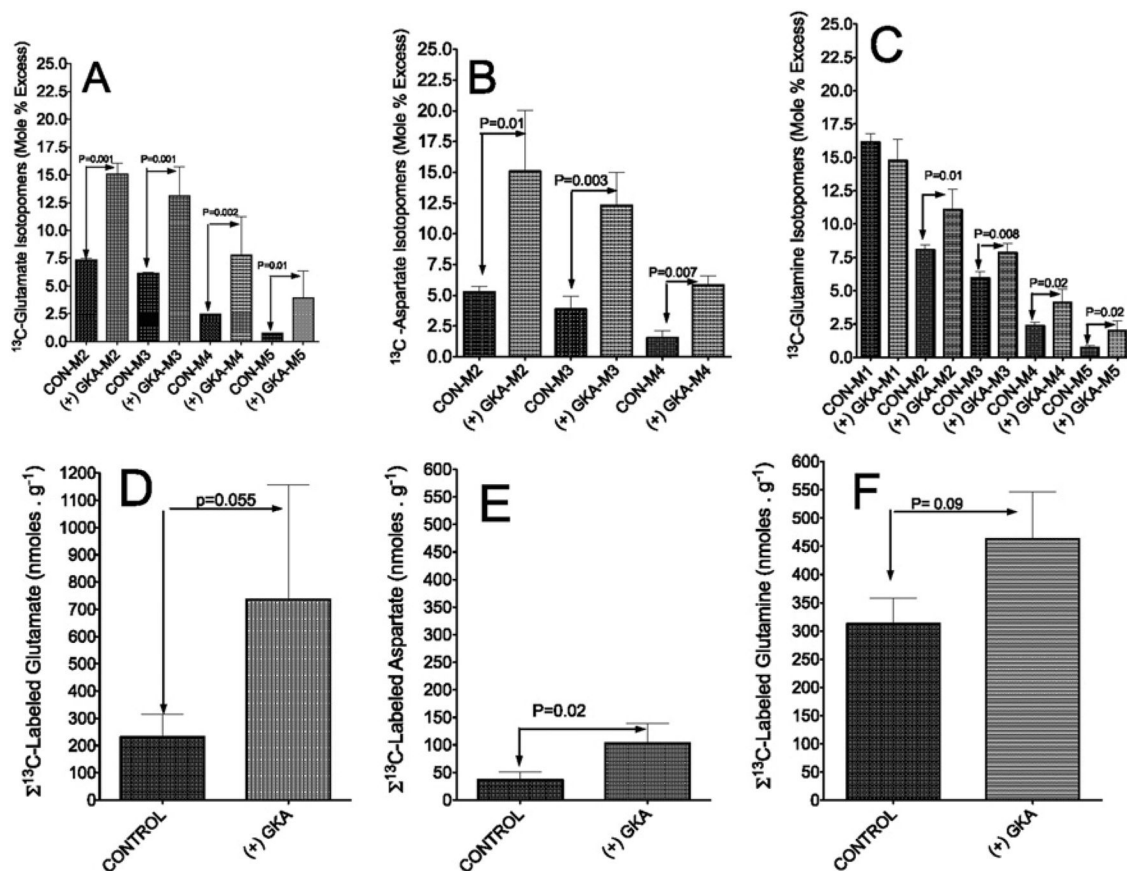 A
¹³C-Glutamate Isotopomers (Mole % Excess)
25.0
22.5
20.0
17.5
15.0
12.5
10.0
7.5
5.0
2.5
0.0
P=0.001
P=0.001
P=0.002
P=0.01
CON-M2
(+) GKA-M2
CON-M3
(+) GKA-M3
CON-M4
(+) GKA-M4
CON-M5
(+) GKA-M5
B
¹³C -Aspartate Isotopomers (Mole % Excess)
25.0
22.5
20.0
17.5
15.0
12.5
10.0
7.5
5.0
2.5
0.0
P=0.01
P=0.003
P=0.007
CON-M2
(+) GKA-M2
CON-M3
(+) GKA-M3
CON-M4
(+) GKA-M4
C
¹³C-Glutamine Isotopomers (Mole % Excess)
25.0
22.5
20.0
17.5
15.0
12.5
10.0
7.5
5.0
2.5
0.0
P=0.01
P=0.008
P=0.02
P=0.02
CON-M1
(+) GKA-M1
CON-M2
(+) GKA-M2
CON-M3
(+) GKA-M3
CON-M4
(+) GKA-M4
CON-M5
(+) GKA-M5
D
Σ¹³C-Labeled Glutamate (nmoles . g⁻¹)
1200
1100
1000
900
800
700
600
500
400
300
200
100
0
p=0.055
CONTROL
(+) GKA
E
Σ¹³C-Labeled Aspartate (nmoles . g⁻¹)
600
550
500
450
400
350
300
250
200
150
100
50
0
P=0.02
CONTROL
(+) GKA
F
Σ¹³C-Labeled Glutamine (nmoles . g⁻¹)
600
550
500
450
400
350
300
250
200
150
100
50
0
P= 0.09
CONTROL
(+) GKA